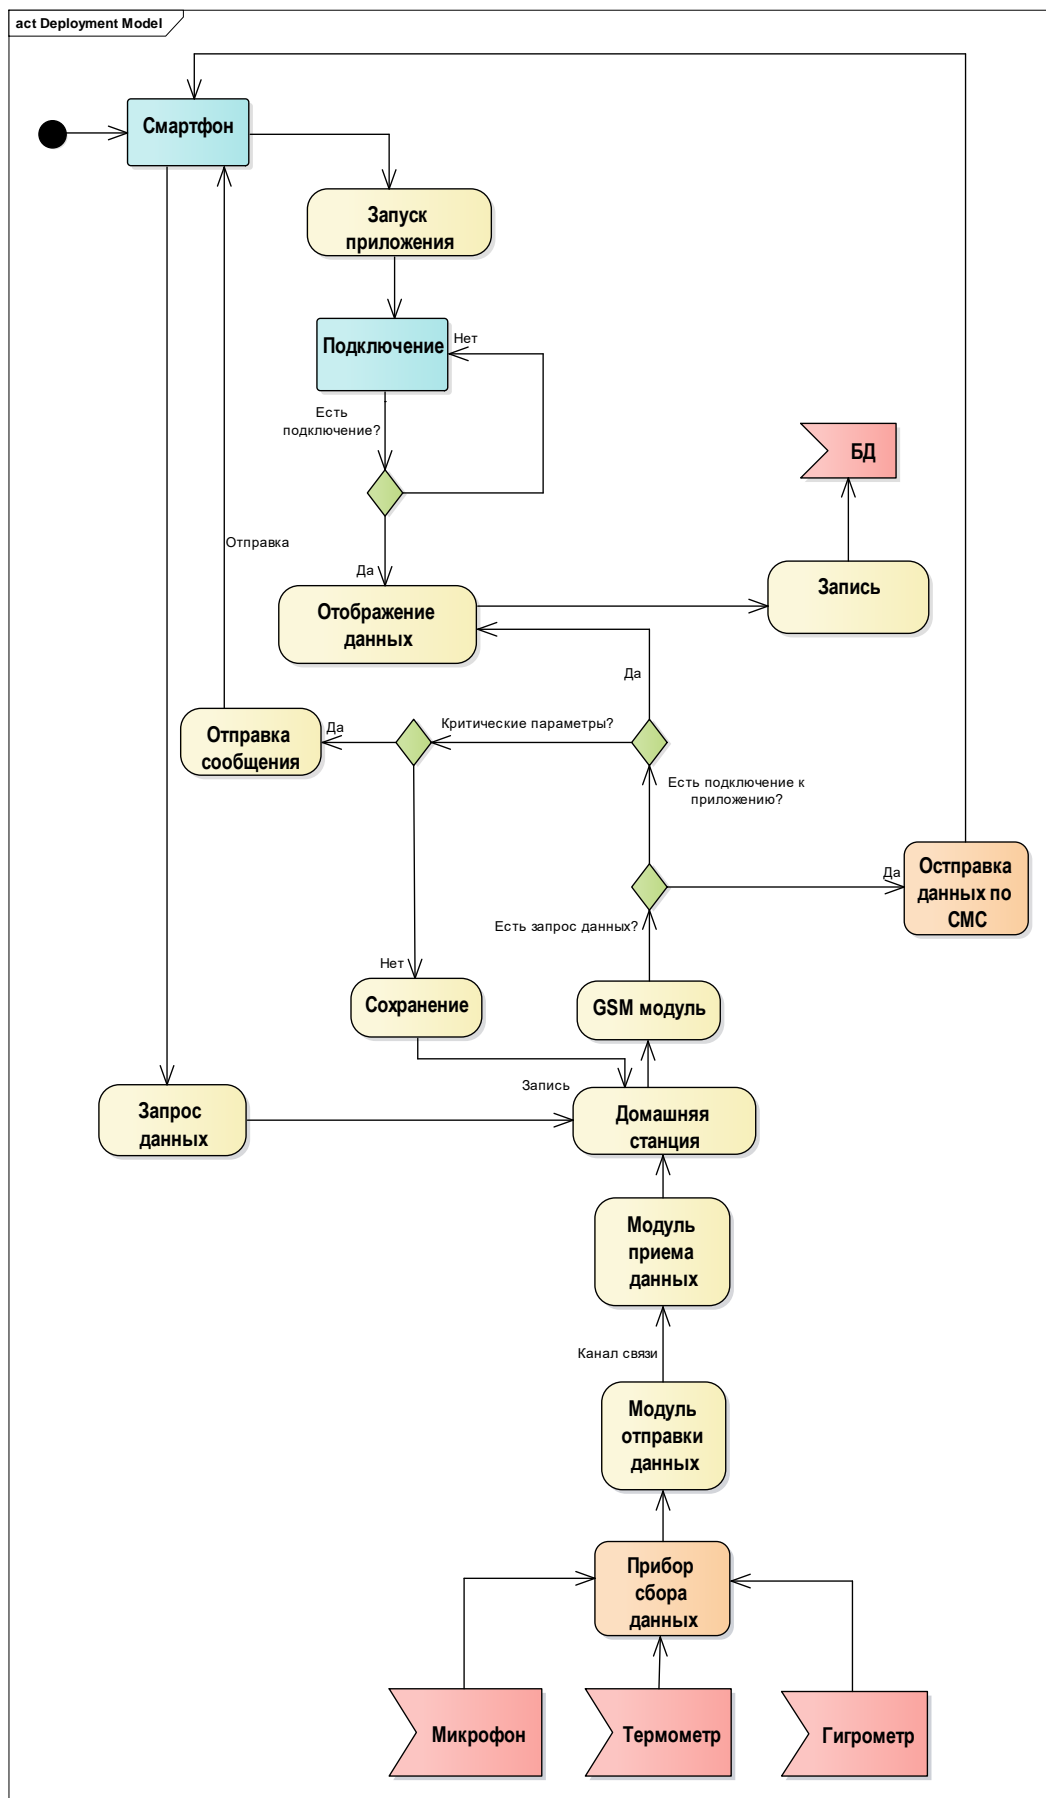 act Deployment Model
Смартфон
Запуск
приложения
Подключение
Нет
Есть
подключение?
БД
Отправка
Да
Запись
Отображение
данных
Да
Отправка
сообщения
Да
Критические параметры?
Есть подключение к
приложению?
Остправка
данных по
СМС
Да
Есть запрос данных?
Нет
Сохранение
GSM модуль
Запись
Запрос
данных
Домашняя
станция
Модуль
приема
данных
Канал связи
Модуль
отправки
данных
Прибор
сбора
данных
Микрофон
Термометр
Гигрометр